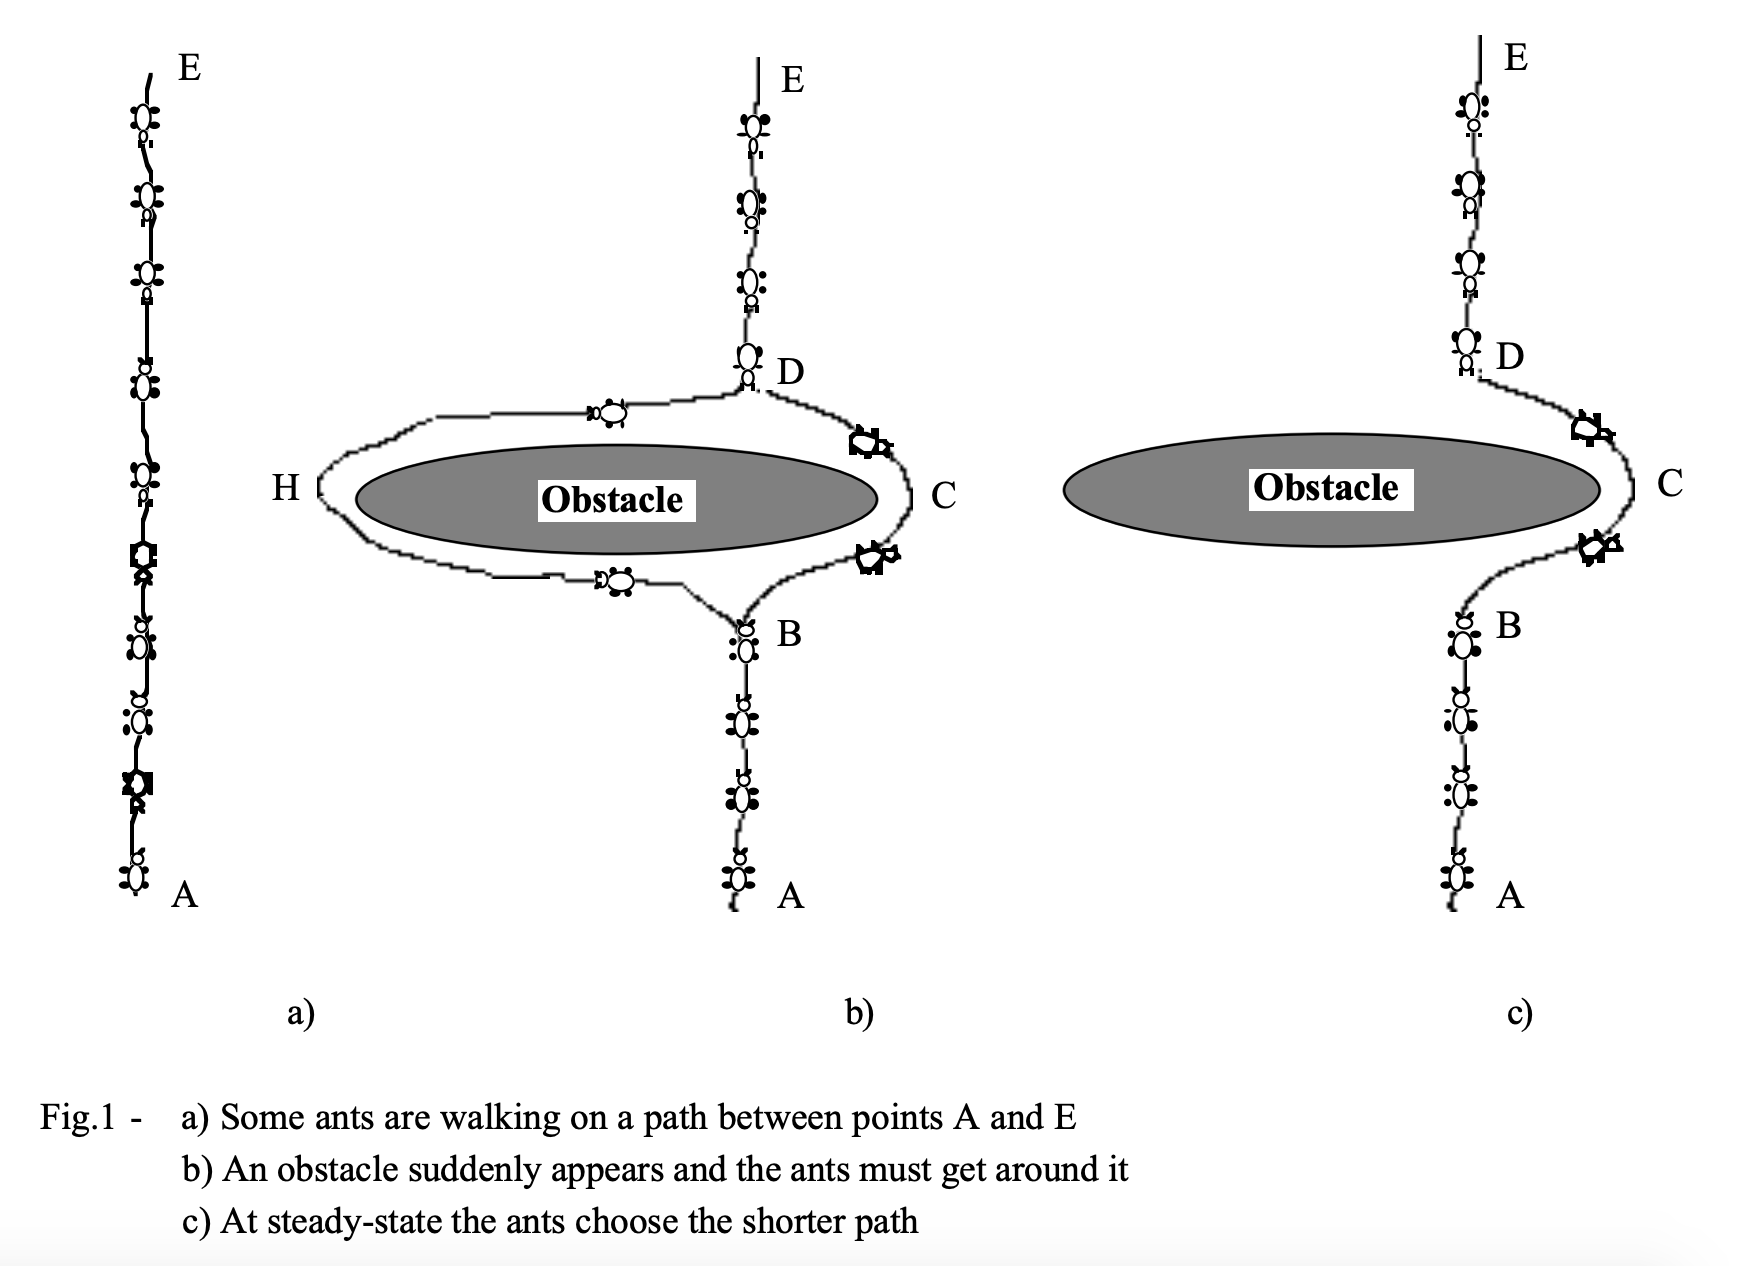 E
E
E
D
D
H
Obstacle
C
Obstacle
C
B
B
A
A
A
a)
b)
c)
Fig.1 - a) Some ants are walking on a path between points A and E
b) An obstacle suddenly appears and the ants must get around it
c) At steady-state the ants choose the shorter path